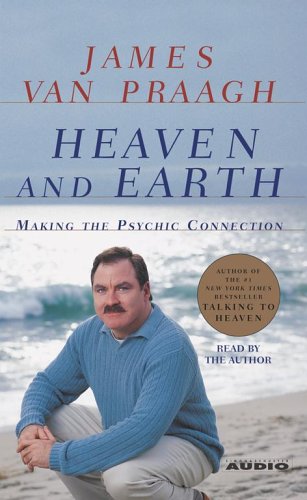 JAMES
VAN PRAAGH
HEAVEN
AND EARTH
MAKING THE PSYCHIC CONNECTION
AUTHOR OF
THE #1
NEW YORK TIMES
BESTSELLER
TALKING TO
HEAVEN
READ BY
THE AUTHOR
AUDIO